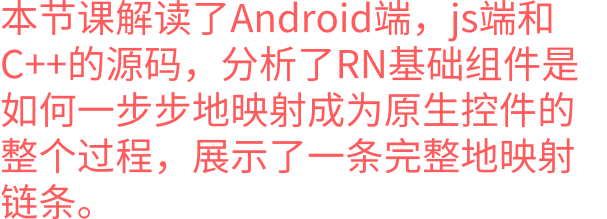 本节课解读了Android端，js端和
C++的源码，分析了RN基础组件是
如何一步步地映射成为原生控件的
整个过程，展示了一条完整地映射
链条。